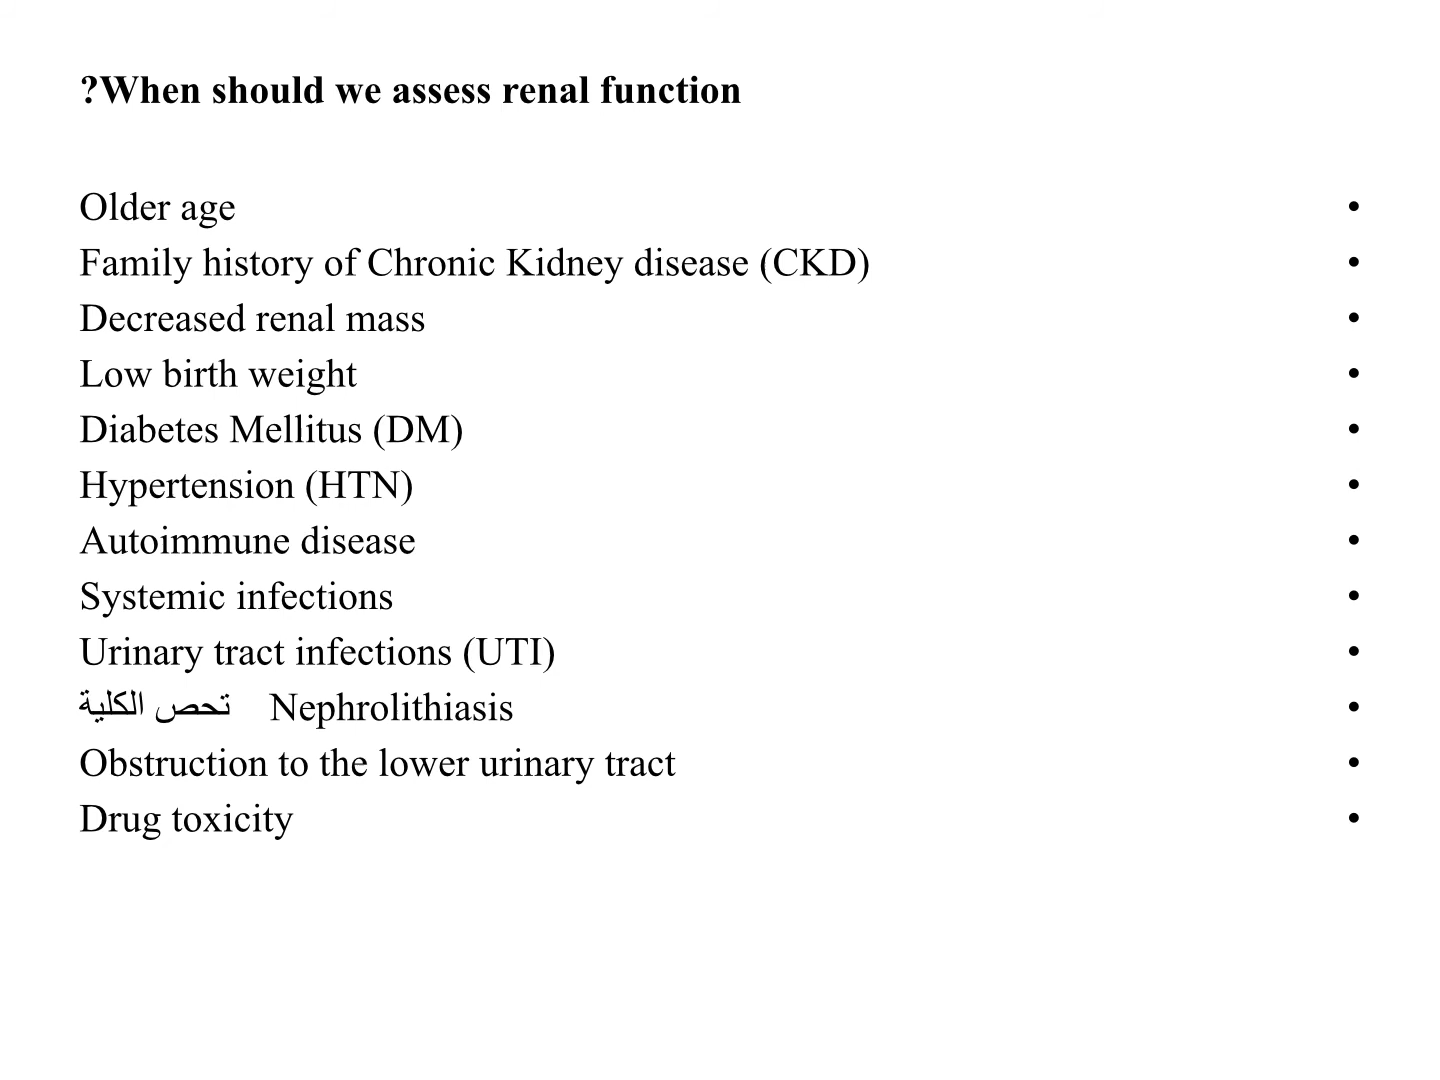 ?When should we assess renal function
Older age •
Family history of Chronic Kidney disease (CKD) •
Decreased renal mass •
Low birth weight •
Diabetes Mellitus (DM) •
Hypertension (HTN) •
Autoimmune disease •
Systemic infections •
Urinary tract infections (UTI) •
تحص الكلية Nephrolithiasis •
Obstruction to the lower urinary tract •
Drug toxicity •